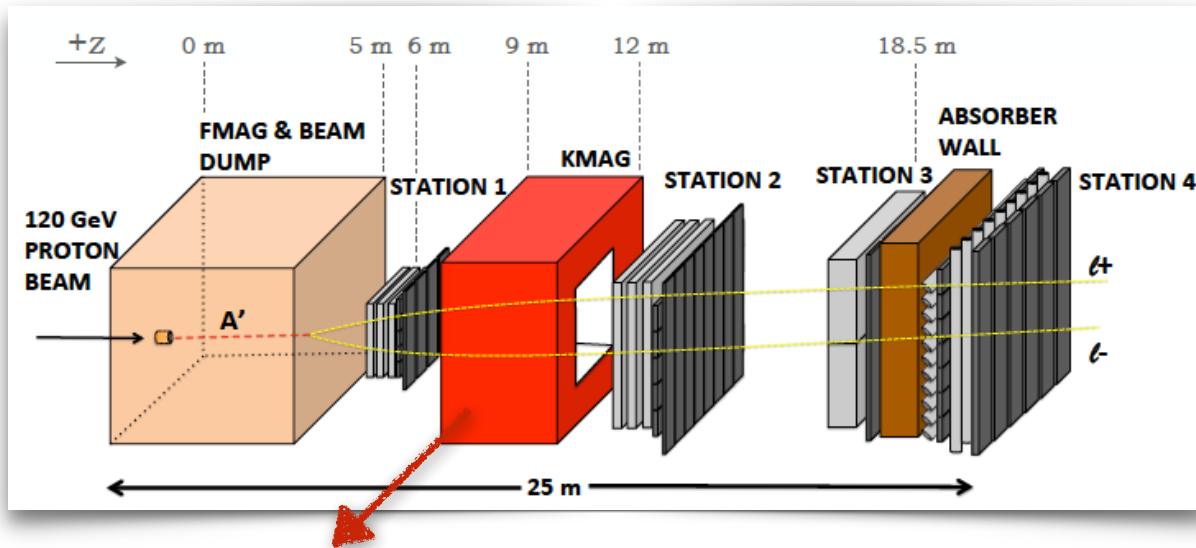 +Z
0 m
5 m
6 m
9 m
12 m
18.5 m
FMAG & BEAM
DUMP
STATION 1
KMAG
STATION 2
STATION 3
ABSORBER
WALL
STATION 4
120 GeV
PROTON
BEAM
A'
ℓ+
ℓ-
25 m